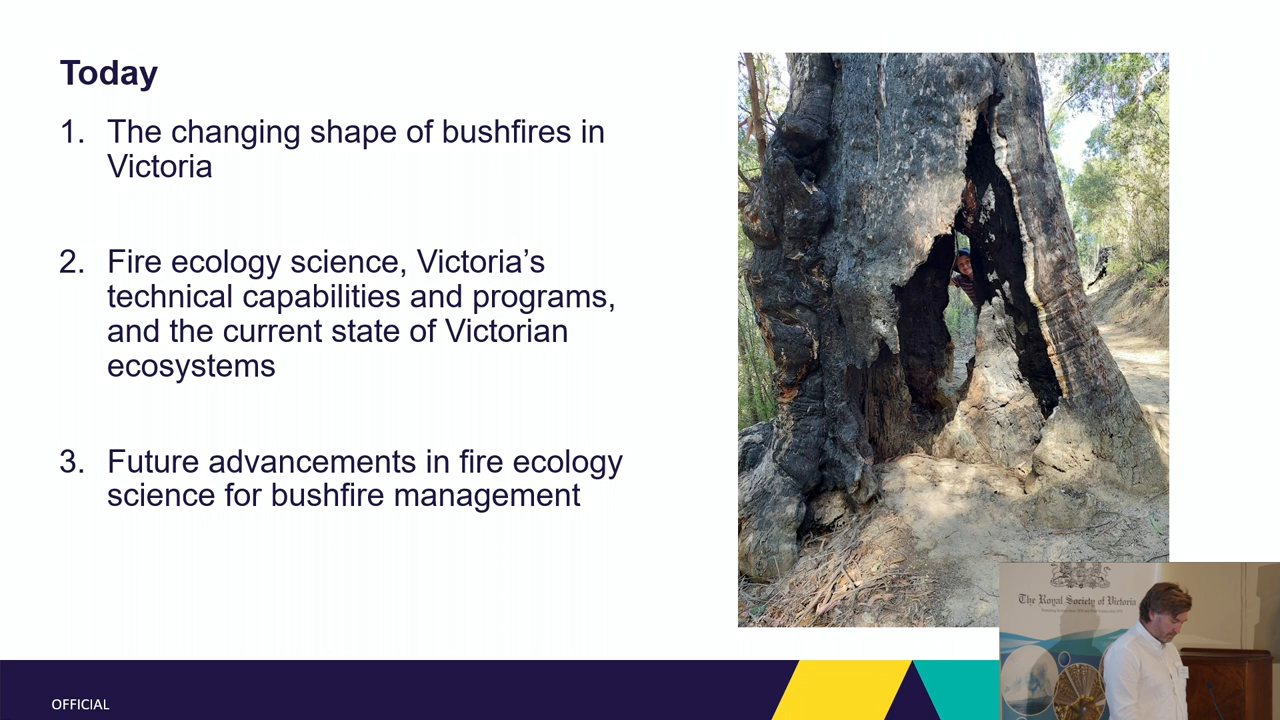 Today
1. The changing shape of bushfires in
Victoria
2. Fire ecology science, Victoria's
technical capabilities and programs,
and the current state of Victorian
ecosystems
3. Future advancements in fire ecology
science for bushfire management
The Royal Society of Victoria
OFFICIAL